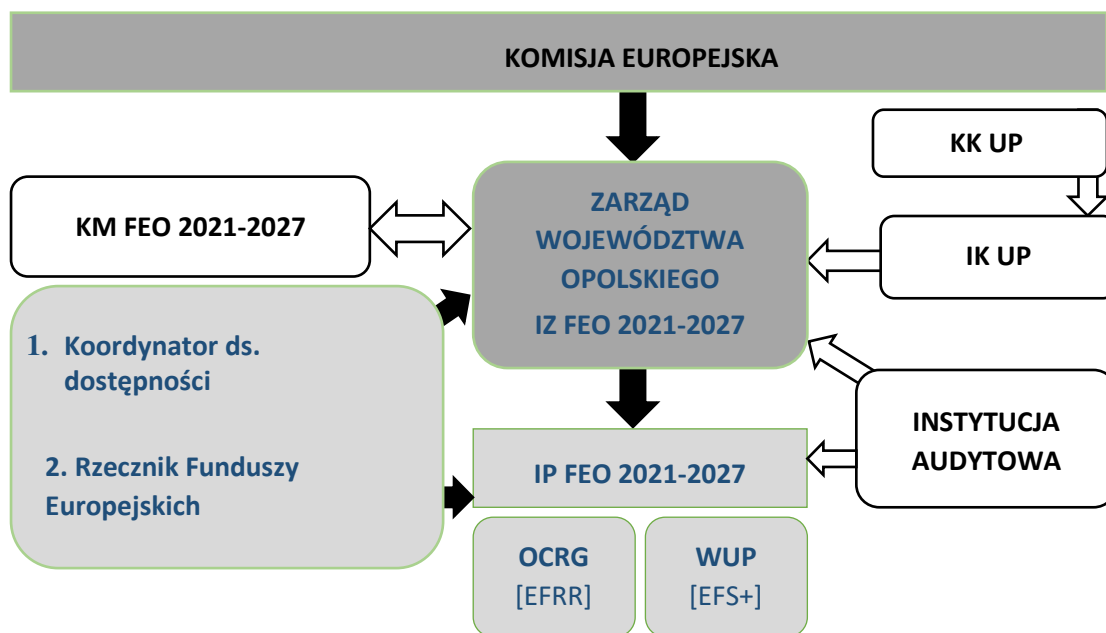 KOMISJA EUROPEJSKA
KK UP
KM FEO 2021-2027
ZARZĄD
WOJEWÓDZTWA
OPOLSKIEGO
IZ FEO 2021-2027
IK UP
1. Koordynator ds.
dostępności
2. Rzecznik Funduszy
Europejskich
INSTYTUCJA
AUDYTOWA
IP FEO 2021-2027
OCRG
[EFRR]
WUP
[EFS+]